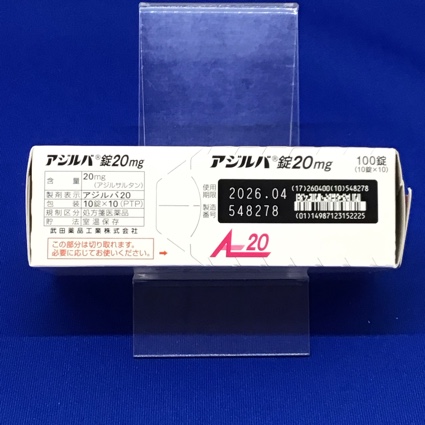 アジルバ®錠20mg
含量 20mg
(アジルサルタン)
製剤表示 アジルバ20
包装 10錠×10(PTP)
規制区分 処方箋医薬品
貯法 室温保存
武田薬品工業株式会社
この部分は切り取れます。
必要に応じてお使いください。 →
アジルバ®錠20mg 100錠
(10錠×10)
使用期限 2026.04
製造番号 548278
(17)260400(10)548278
(01)14987123152225
A 20